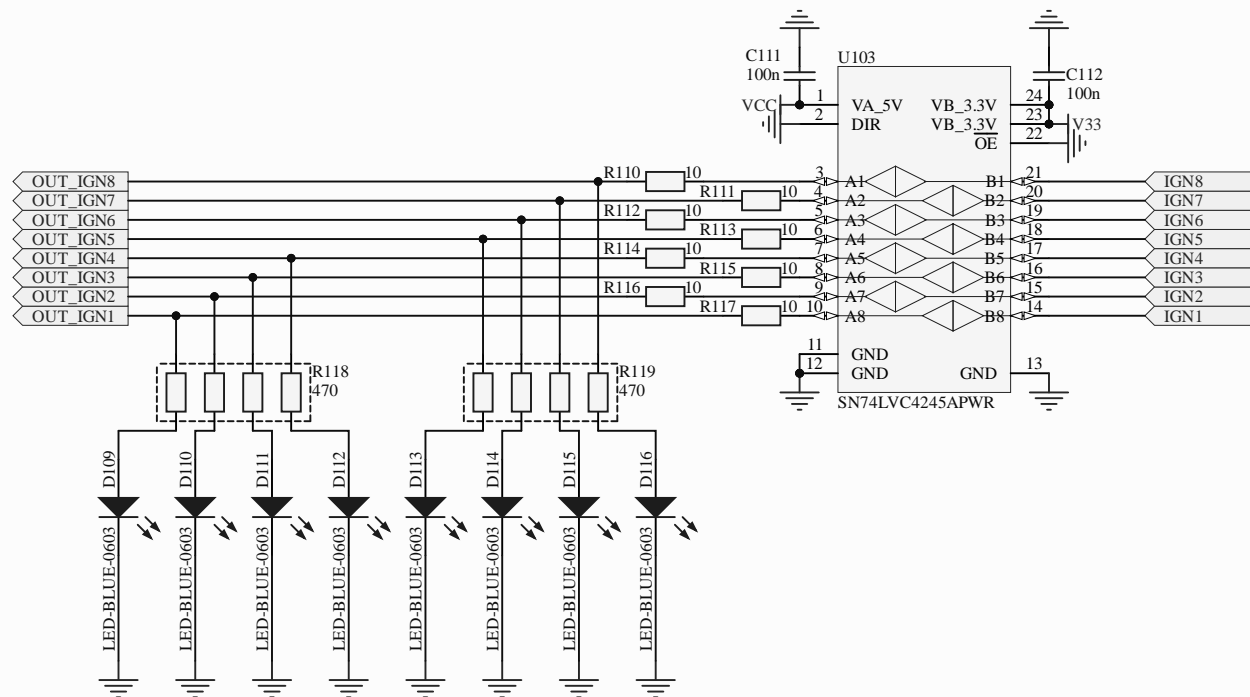 C111
100n
U103
C112
100n
VCC
1
VA_5V
VB_3.3V
24
2
DIR
VB_3.3V
23
V33
OE
22
OUT_IGN8
R110
10
3
A1
B1
21
IGN8
OUT_IGN7
R111
10
4
A2
B2
20
IGN7
OUT_IGN6
R112
10
5
A3
B3
19
IGN6
OUT_IGN5
R113
10
6
A4
B4
18
IGN5
OUT_IGN4
R114
10
7
A5
B5
17
IGN4
OUT_IGN3
R115
10
8
A6
B6
16
IGN3
OUT_IGN2
R116
10
9
A7
B7
15
IGN2
OUT_IGN1
R117
10
10
A8
B8
14
IGN1
11
GND
12
GND
GND
13
SN74LVC4245APWR
R118
470
R119
470
D109
D110
D111
D112
D113
D114
D115
D116
LED-BLUE-0603
LED-BLUE-0603
LED-BLUE-0603
LED-BLUE-0603
LED-BLUE-0603
LED-BLUE-0603
LED-BLUE-0603
LED-BLUE-0603